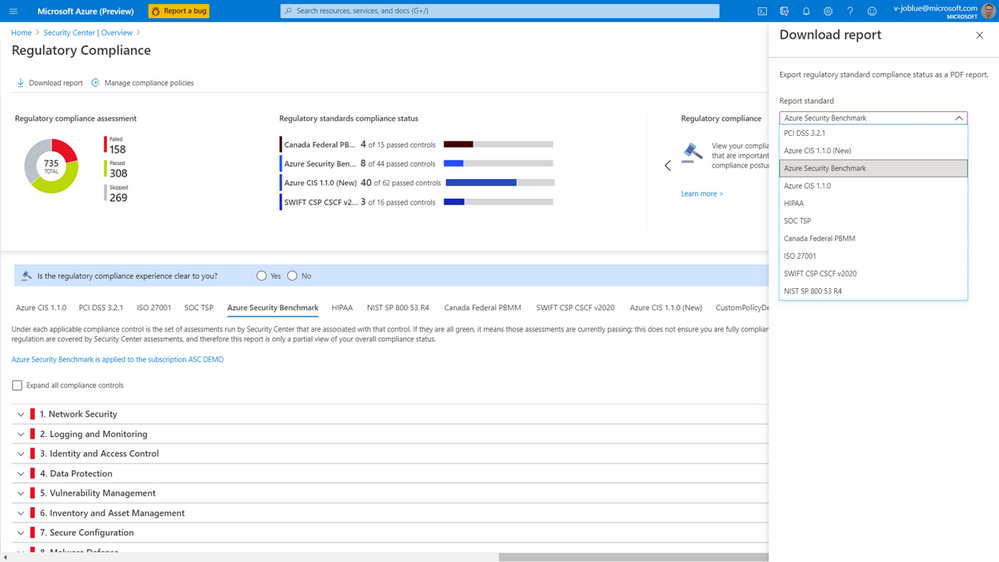 Microsoft Azure (Preview)
Report a bug
Search resources, services, and docs (G+/)
v-joblue@microsoft.com
MICROSOFT
Home > Security Center | Overview >
Regulatory Compliance
Download report
Manage compliance policies
Regulatory compliance assessment
735
TOTAL
Failed
158
Passed
308
Skipped
269
Regulatory standards compliance status
Canada Federal PB... 4 of 15 passed controls
Azure Security Ben... 8 of 44 passed controls
Azure CIS 1.1.0 (New) 40 of 62 passed controls
SWIFT CSP CSCF v2... 3 of 16 passed controls
Regulatory compliance
View your complia
that are important
compliance postu
Learn more >
Is the regulatory compliance experience clear to you?
Yes
No
Azure CIS 1.1.0
PCI DSS 3.2.1
ISO 27001
SOC TSP
Azure Security Benchmark
HIPAA
NIST SP 800 53 R4
Canada Federal PBMM
SWIFT CSP CSCF v2020
Azure CIS 1.1.0 (New)
CustomPolicyDe
Under each applicable compliance control is the set of assessments run by Security Center that are associated with that control. If they are all green, it means those assessments are currently passing; this does not ensure you are fully complian
regulation are covered by Security Center assessments, and therefore this report is only a partial view of your overall compliance status.
Azure Security Benchmark is applied to the subscription ASC DEMO
Expand all compliance controls
1. Network Security
2. Logging and Monitoring
3. Identity and Access Control
4. Data Protection
5. Vulnerability Management
6. Inventory and Asset Management
7. Secure Configuration
8. Malware Defense
Download report
Export regulatory standard compliance status as a PDF report.
Report standard
Azure Security Benchmark
PCI DSS 3.2.1
Azure CIS 1.1.0 (New)
Azure Security Benchmark
Azure CIS 1.1.0
HIPAA
SOC TSP
Canada Federal PBMM
ISO 27001
SWIFT CSP CSCF v2020
NIST SP 800 53 R4